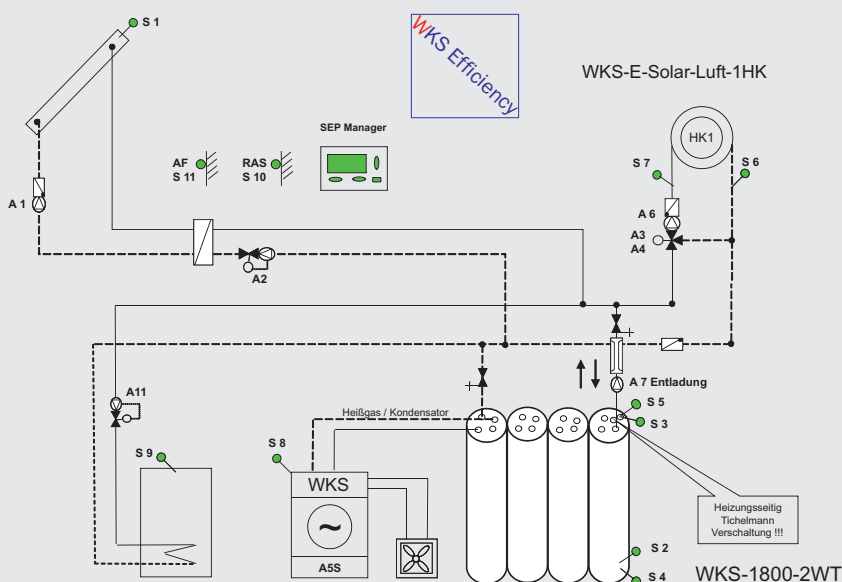 S 1
WKS Efficiency
WKS-E-Solar-Luft-1HK
SEP Manager
HK1
AF
S 11
RAS
S 10
S 7
S 6
A 1
A 6
A3
A4
A2
A 7 Entladung
A11
Heißgas / Kondensator
S 5
S 3
S 9
S 8
WKS
~
A5S
Heizungsseitig
Tichelmann
Verschaltung !!!
S 2
S 4
WKS-1800-2WT